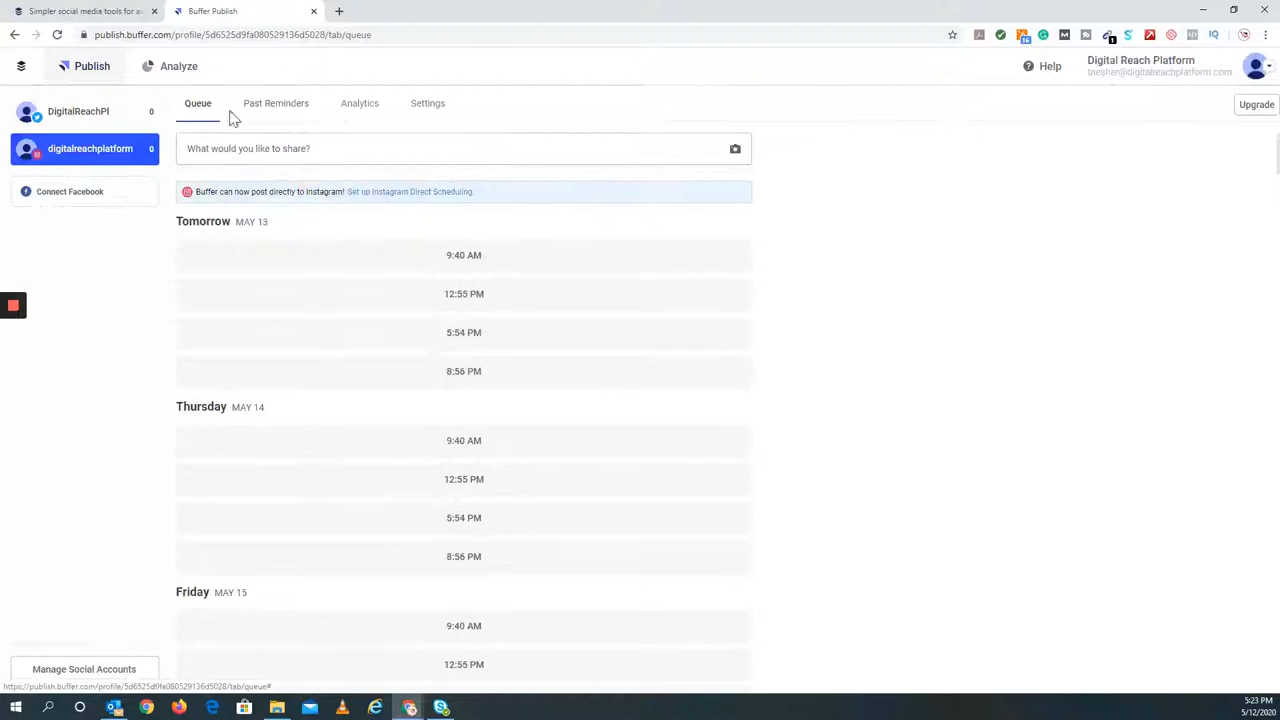 Simpler social media tools for au
Buffer Publish
publish.buffer.com/profile/5d6525d9fa080529136d5028/tab/queue
Publish
Analyze
Help
Digital Reach Platform
tnesher@digitalreachplatform.com
DigitalReachPl 0
digitalreachplatform 0
Connect Facebook
Queue
Past Reminders
Analytics
Settings
Upgrade
What would you like to share?
Buffer can now post directly to Instagram! Set up Instagram Direct Scheduling.
Tomorrow MAY 13
9:40 AM
12:55 PM
5:54 PM
8:56 PM
Thursday MAY 14
9:40 AM
12:55 PM
5:54 PM
8:56 PM
Friday MAY 15
9:40 AM
12:55 PM
Manage Social Accounts
https://publish.buffer.com/profile/5d6525d9fa080529136d5028/tab/queue#
5:23 PM
5/12/2020